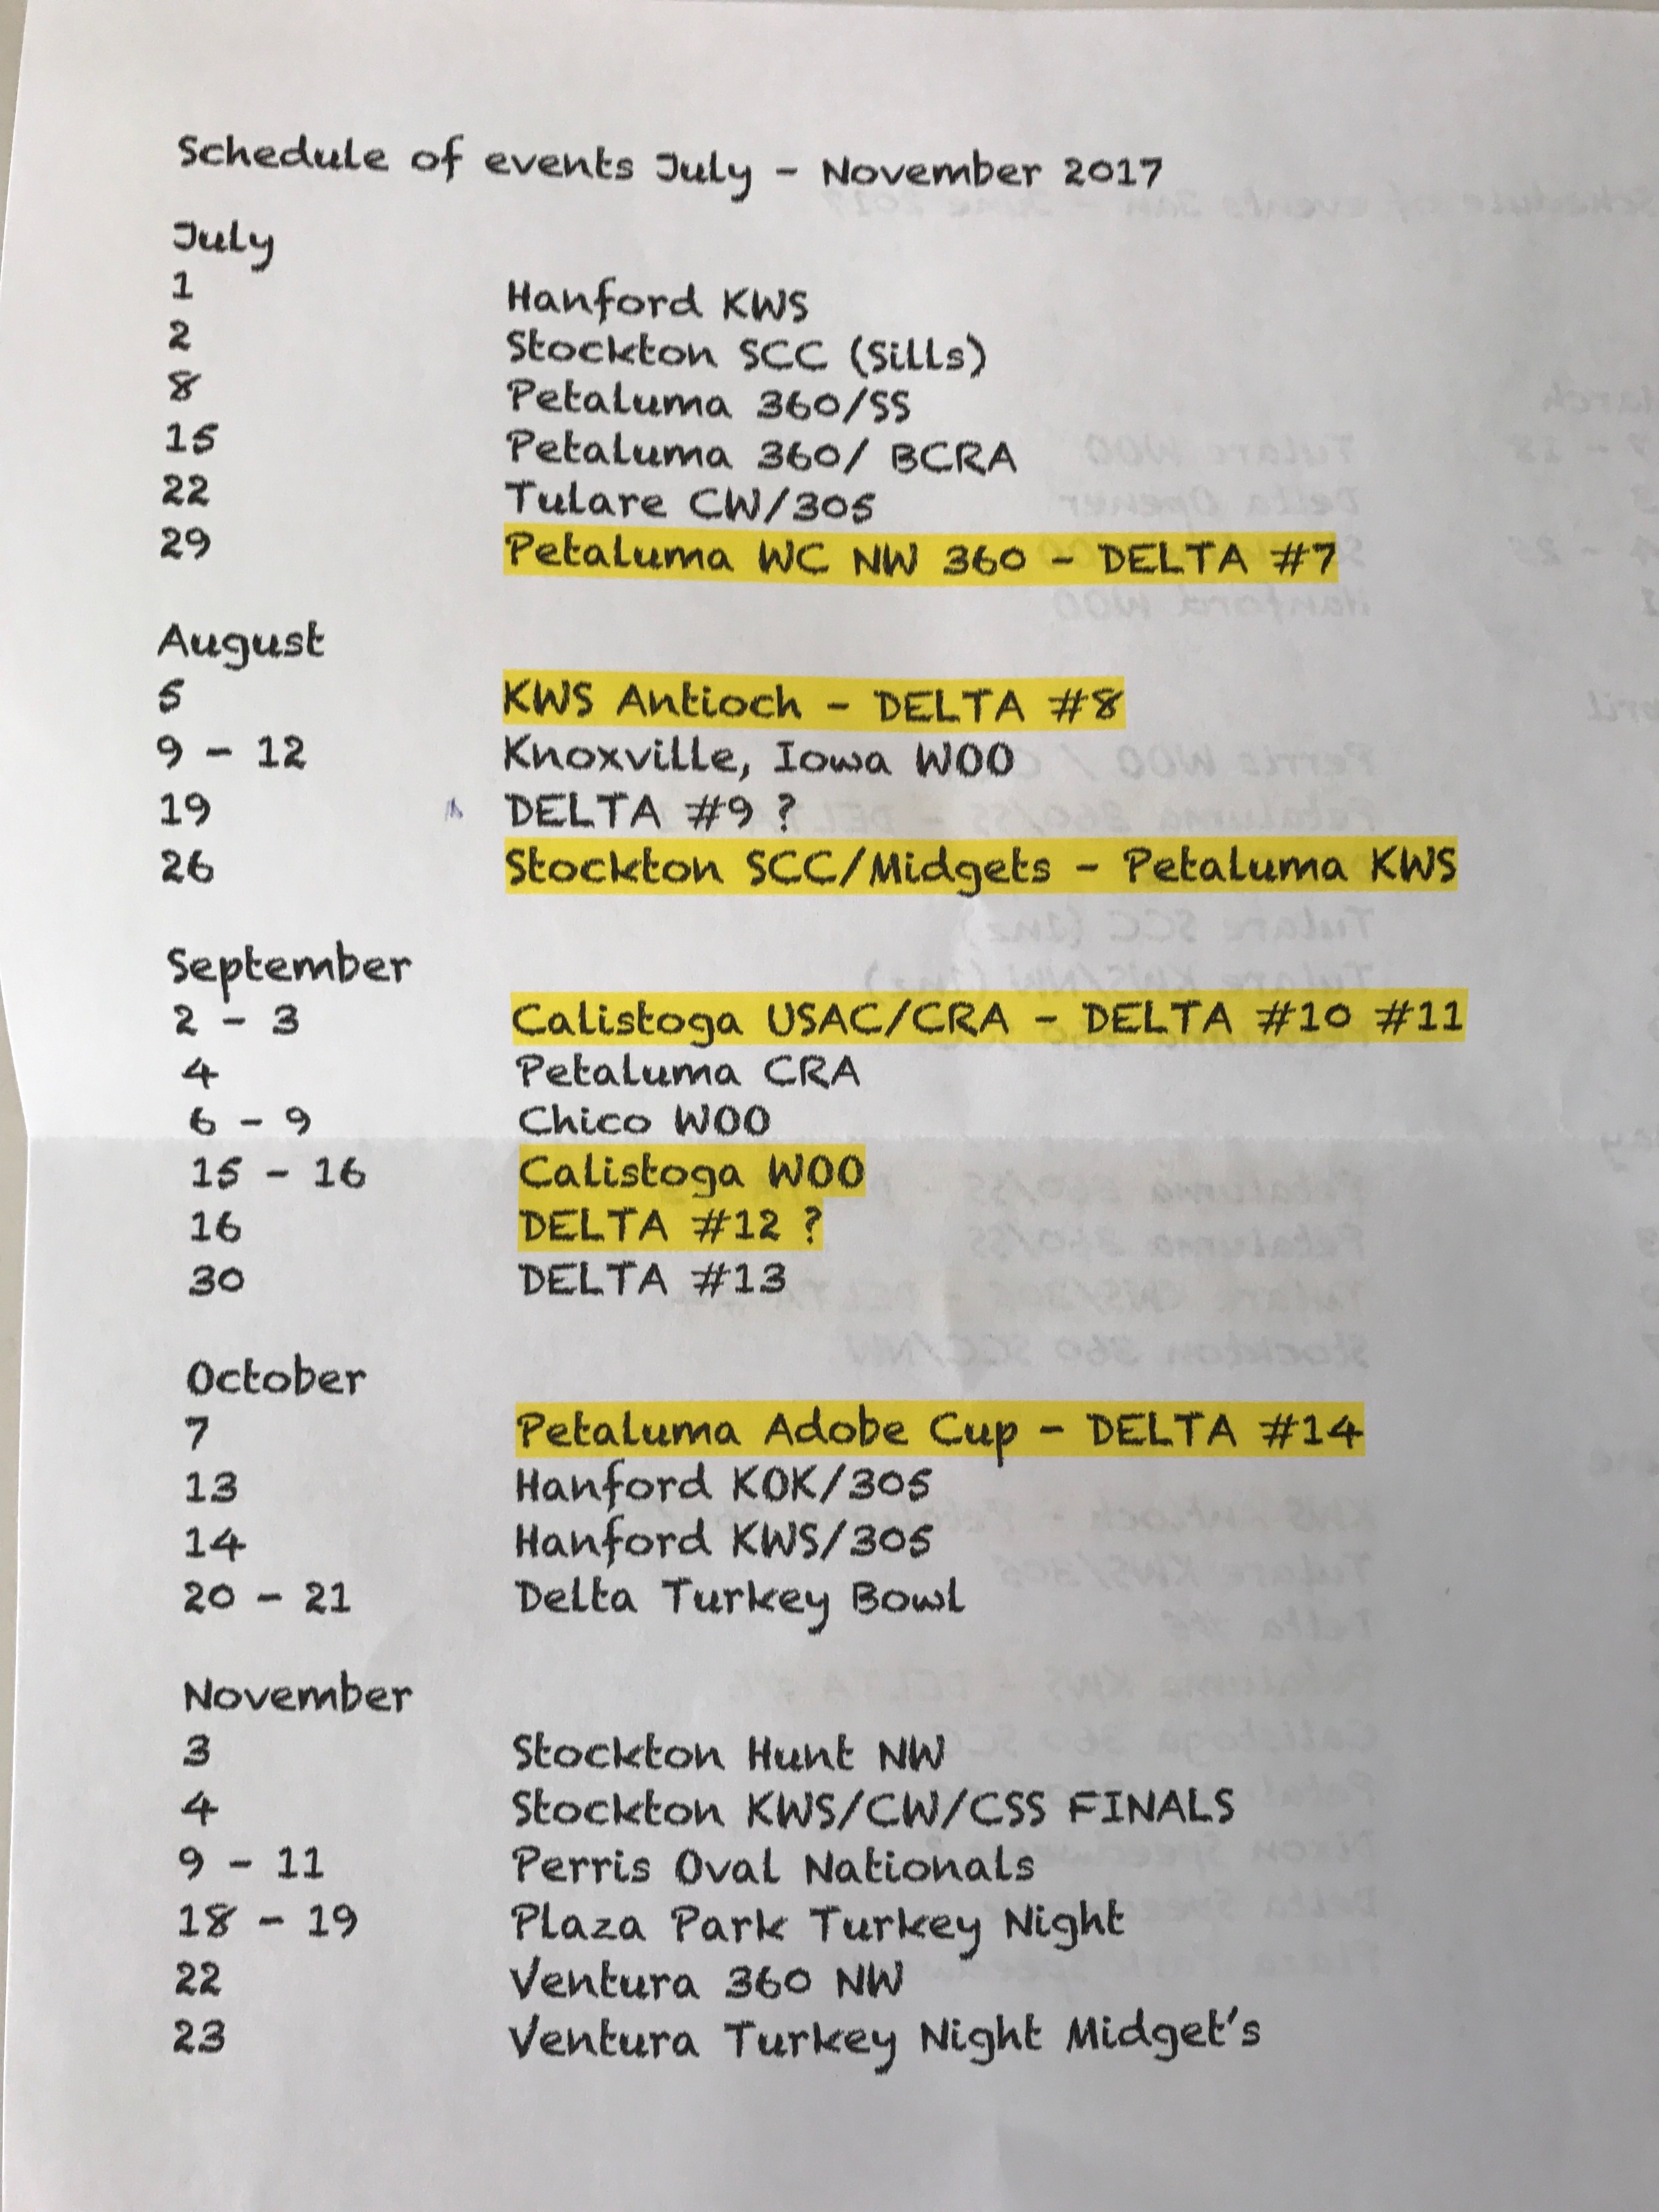 Schedule of events July - November 2017
July
1 Hanford KWS
2 Stockton SCC (Sills)
8 Petaluma 360/SS
15 Petaluma 360/ BCRA
22 Tulare CW/305
29 Petaluma WC NW 360 - DELTA #7
August
5 KWS Antioch - DELTA #8
9 - 12 Knoxville, Iowa WOO
19 DELTA #9 ?
26 Stockton SCC/Midgets - Petaluma KWS
September
2 - 3 Calistoga USAC/CRA - DELTA #10 #11
4 Petaluma CRA
6 - 9 Chico WOO
15 - 16 Calistoga WOO
16 DELTA #12 ?
30 DELTA #13
October
7 Petaluma Adobe Cup - DELTA #14
13 Hanford KOK/305
14 Hanford KWS/305
20 - 21 Delta Turkey Bowl
November
3 Stockton Hunt NW
4 Stockton KWS/CW/CSS FINALS
9 - 11 Perris Oval Nationals
18 - 19 Plaza Park Turkey Night
22 Ventura 360 NW
23 Ventura Turkey Night Midget's